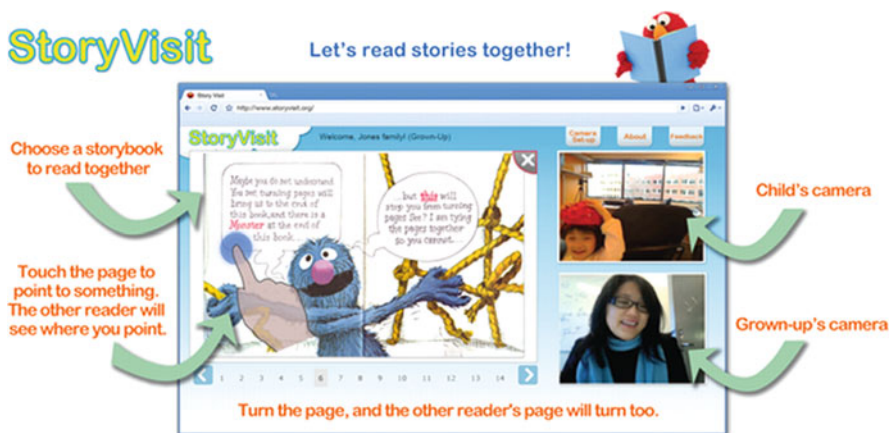 StoryVisit
Let's read stories together!
Story Visit
http://www.storyvisit.org/
StoryVisit
Welcome, Jones family! (Grown-Up)
Camera
Set-up
About
Feedback
Choose a storybook
to read together
Maybe you do not understand.
You see, turning pages will
bring us to the end of
this book, and there is a
Monster at the end of
this book...
...but this will
stop you from turning
pages. See? I am tying
the pages together
so you cannot...
Child's camera
Touch the page to
point to something.
The other reader will
see where you point.
Grown-up's camera
1 2 3 4 5 6 7 8 9 10 11 12 13 14
Turn the page, and the other reader's page will turn too.